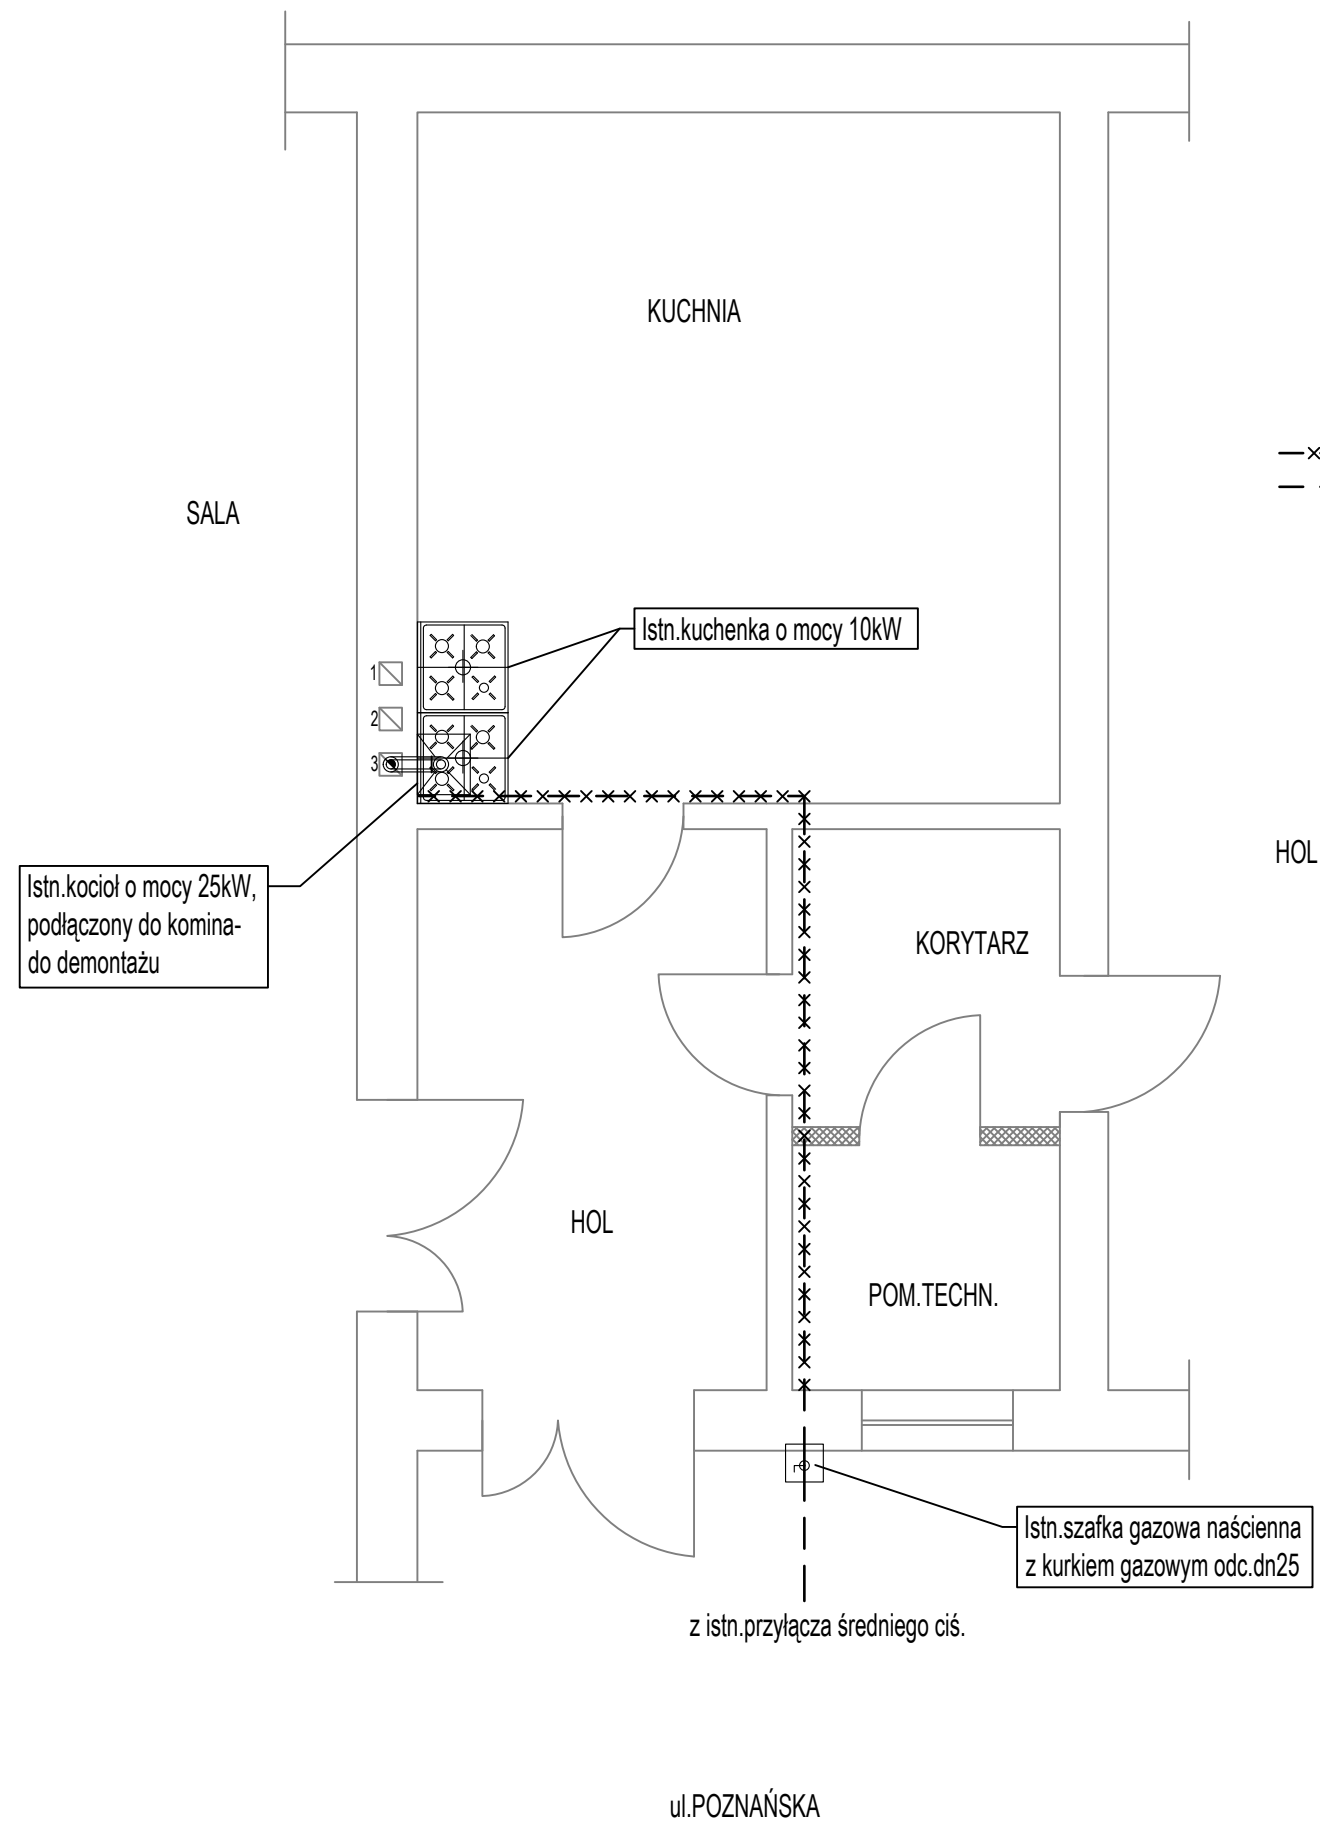 KUCHNIA
SALA
Istn.kuchenka o mocy 10kW
1
2
3
HOL
Istn.kocioł o mocy 25kW,
podłączony do komina-
do demontażu
KORYTARZ
HOL
POM.TECHN.
Istn.szafka gazowa naścienna
z kurkiem gazowym odc.dn25
z istn.przyłącza średniego ciś.
ul.POZNAŃSKA